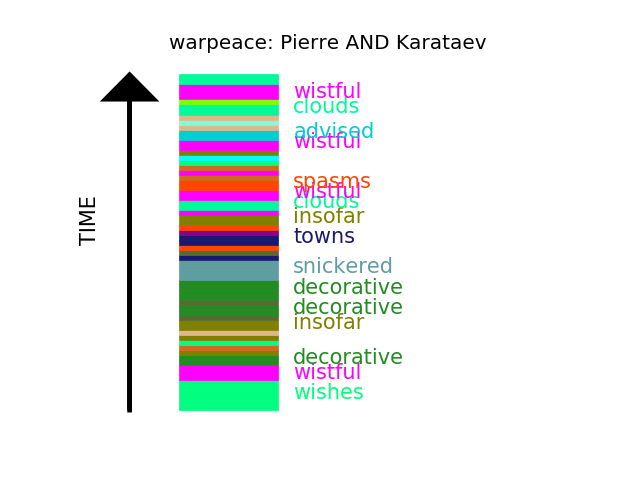 warpeace: Pierre AND Karataev
TIME
wistful
clouds
advised
wistful
spasms
wistful
clouds
insofar
towns
snickered
decorative
decorative
insofar
decorative
wistful
wishes